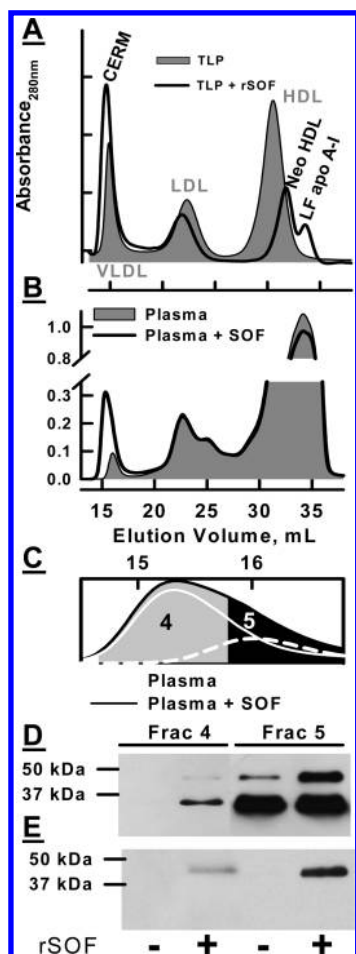 A
CERM
TLP
TLP + rSOF
HDL
Neo HDL
LF apo A-I
LDL
VLDL
Absorbance280nm
B
Plasma
Plasma + SOF
1.0
0.8
0.3
0.2
0.1
0.0
15 20 25 30 35
Elution Volume, mL
C
15 16
4 5
Plasma
Plasma + SOF
D
Frac 4 Frac 5
50 kDa
37 kDa
E
50 kDa
37 kDa
rSOF - + - +